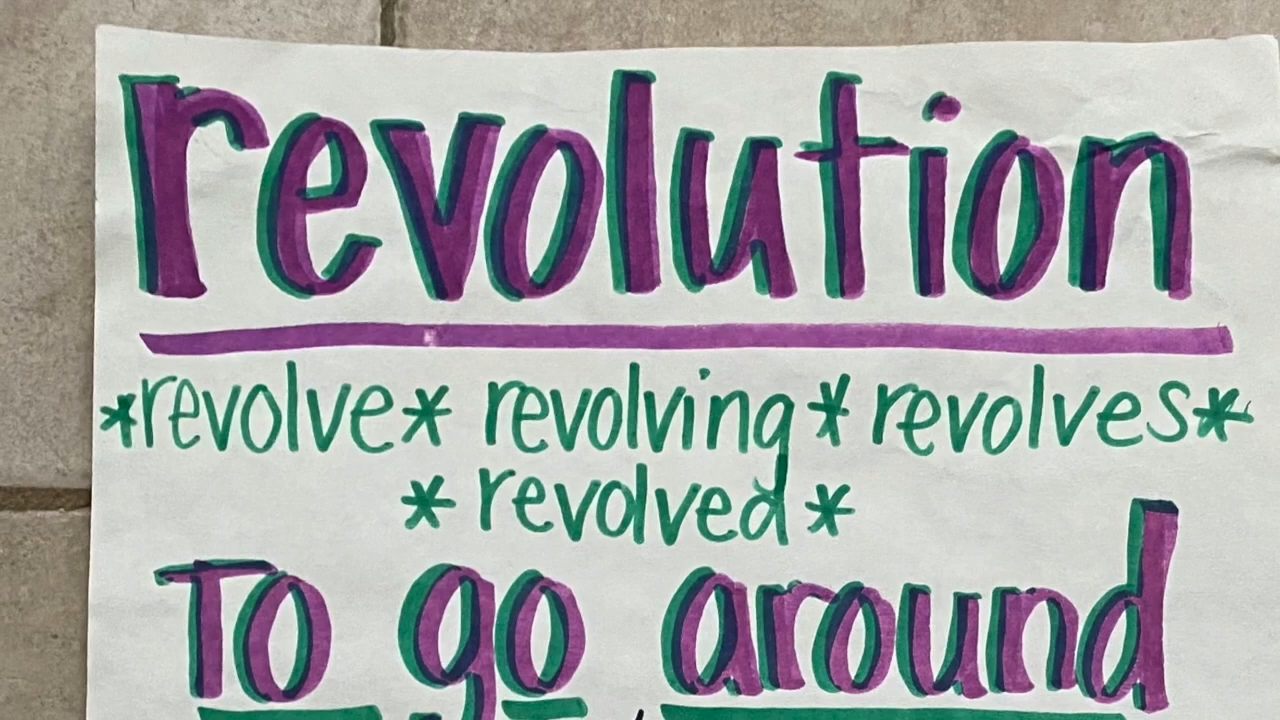 revolution
*revolve* revolving * revolves*
* revolved *
To go around